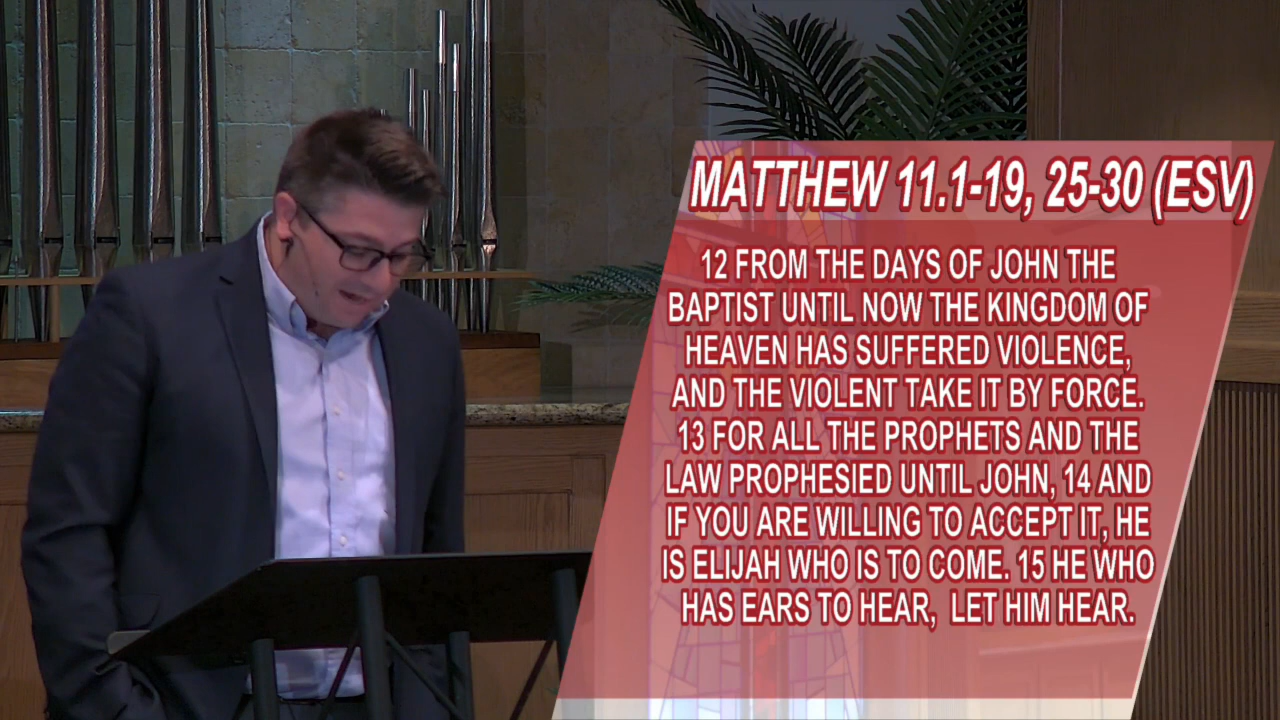 MATTHEW 11.1-19, 25-30 (ESV)
12 FROM THE DAYS OF JOHN THE
BAPTIST UNTIL NOW THE KINGDOM OF
HEAVEN HAS SUFFERED VIOLENCE,
AND THE VIOLENT TAKE IT BY FORCE.
13 FOR ALL THE PROPHETS AND THE
LAW PROPHESIED UNTIL JOHN, 14 AND
IF YOU ARE WILLING TO ACCEPT IT, HE
IS ELIJAH WHO IS TO COME. 15 HE WHO
HAS EARS TO HEAR, LET HIM HEAR.